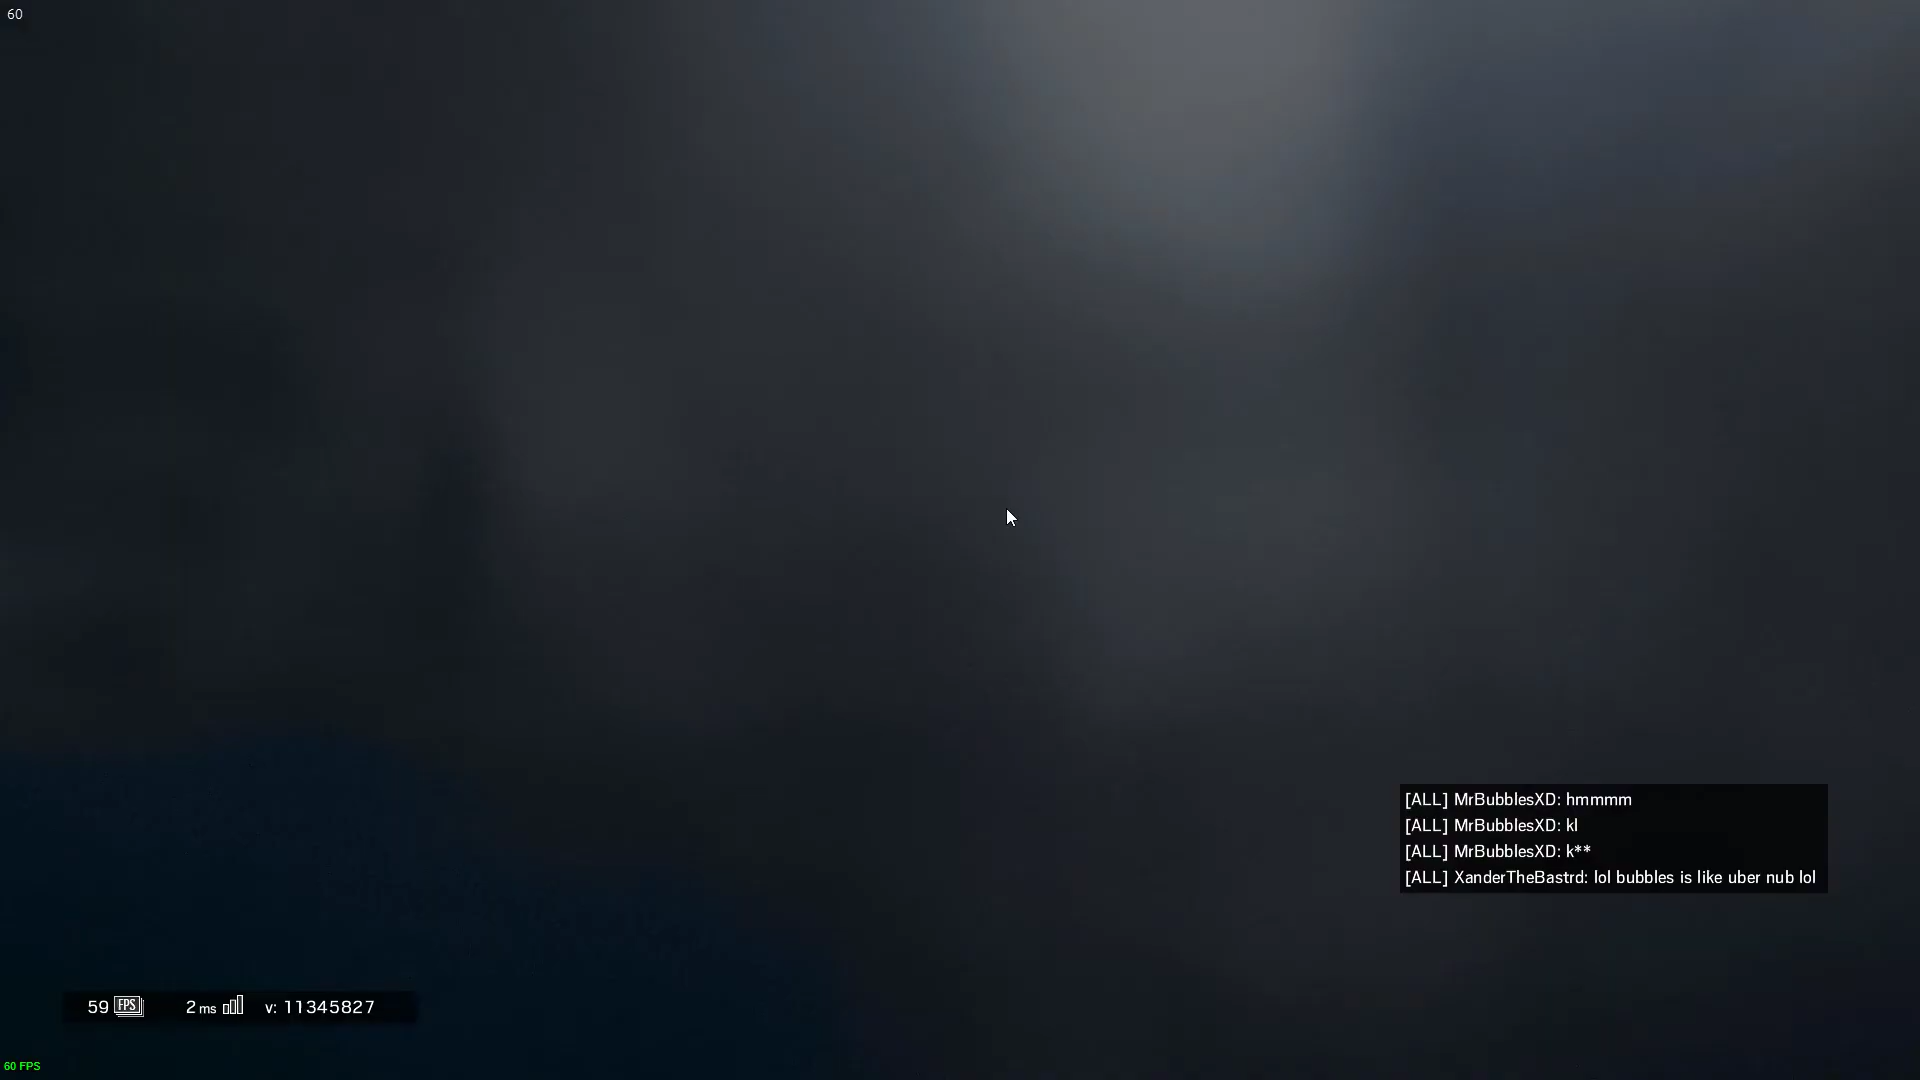 60
[ALL] MrBubblesXD: hmmmm
[ALL] MrBubblesXD: kl
[ALL] MrBubblesXD: k**
[ALL] XanderTheBastrd: lol bubbles is like uber nub lol
59 FPS 2 ms v: 11345827
60 FPS